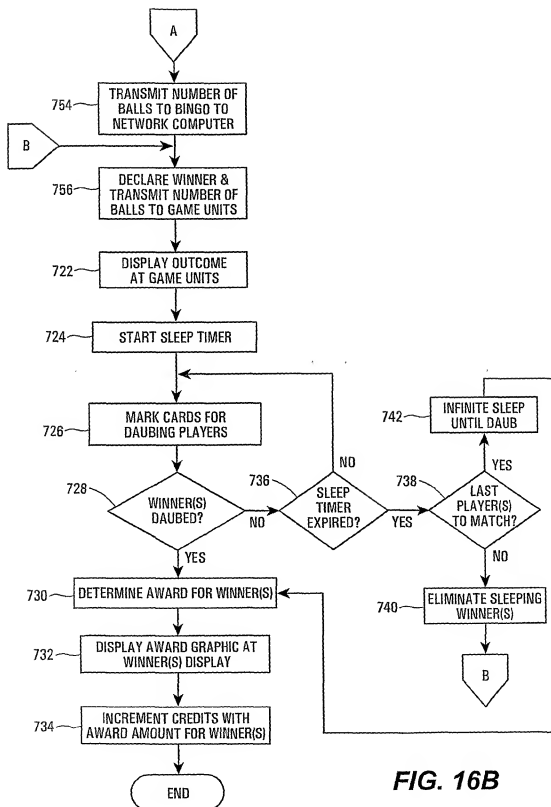 A
754
TRANSMIT NUMBER OF
BALLS TO BINGO TO
NETWORK COMPUTER
B
756
DECLARE WINNER &
TRANSMIT NUMBER OF
BALLS TO GAME UNITS
722
DISPLAY OUTCOME
AT GAME UNITS
724
START SLEEP TIMER
726
MARK CARDS FOR
DAUBING PLAYERS
742
INFINITE SLEEP
UNTIL DAUB
728
WINNER(S)
DAUBED?
NO
YES
736
SLEEP
TIMER
EXPIRED?
NO
YES
738
LAST
PLAYER(S)
TO MATCH?
YES
NO
730
DETERMINE AWARD FOR WINNER(S)
740
ELIMINATE SLEEPING
WINNER(S)
732
DISPLAY AWARD GRAPHIC AT
WINNER(S) DISPLAY
B
734
INCREMENT CREDITS WITH
AWARD AMOUNT FOR WINNER(S)
END
FIG. 16B